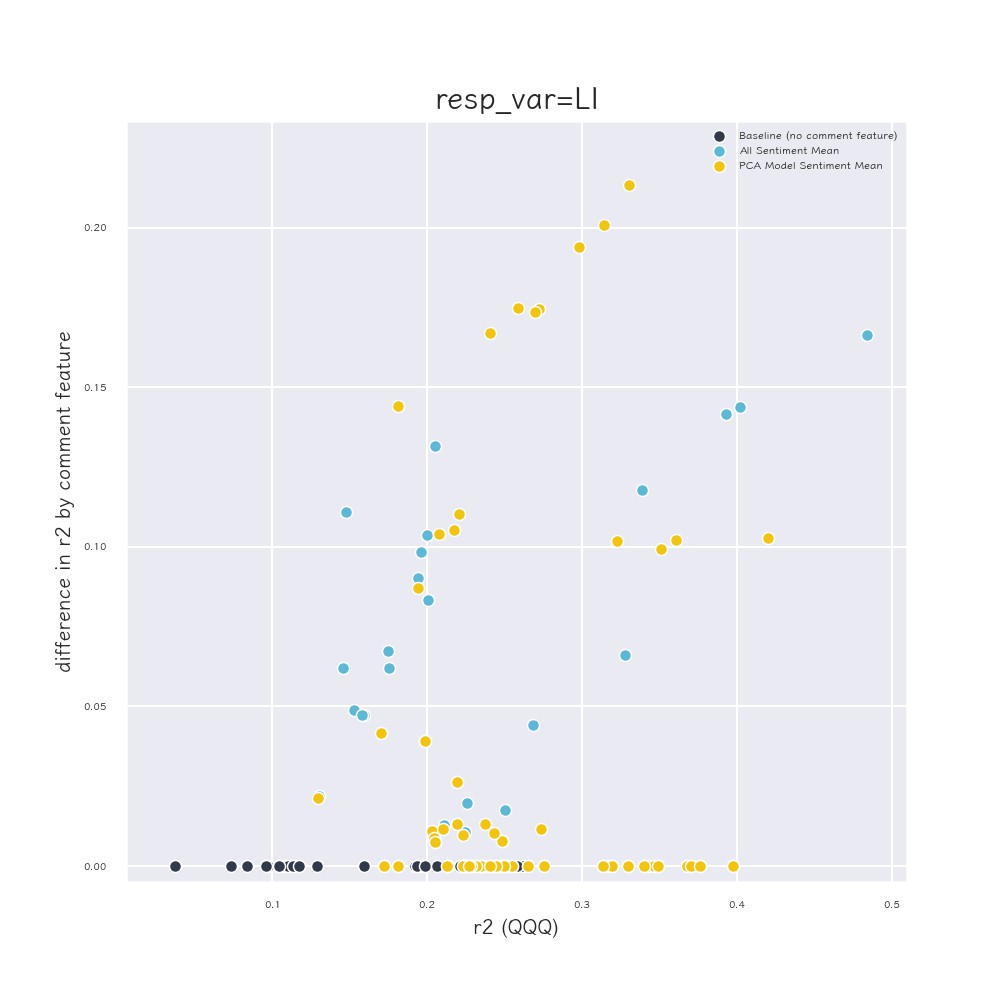 resp_var=LI
Baseline (no comment feature)
All Sentiment Mean
PCA Model Sentiment Mean
difference in r2 by comment feature
0.20
0.15
0.10
0.05
0.00
0.1 0.2 0.3 0.4 0.5
r2 (QQQ)